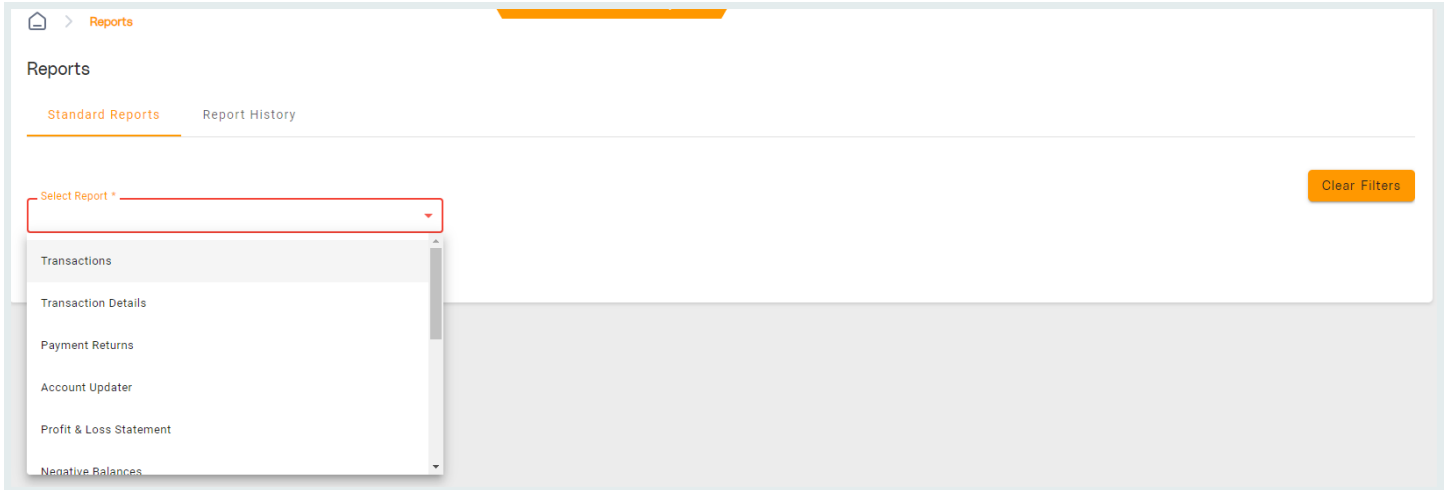 Reports
Reports
Standard Reports Report History
Clear Filters
Select Report *
Transactions
Transaction Details
Payment Returns
Account Updater
Profit & Loss Statement
Negative Balances